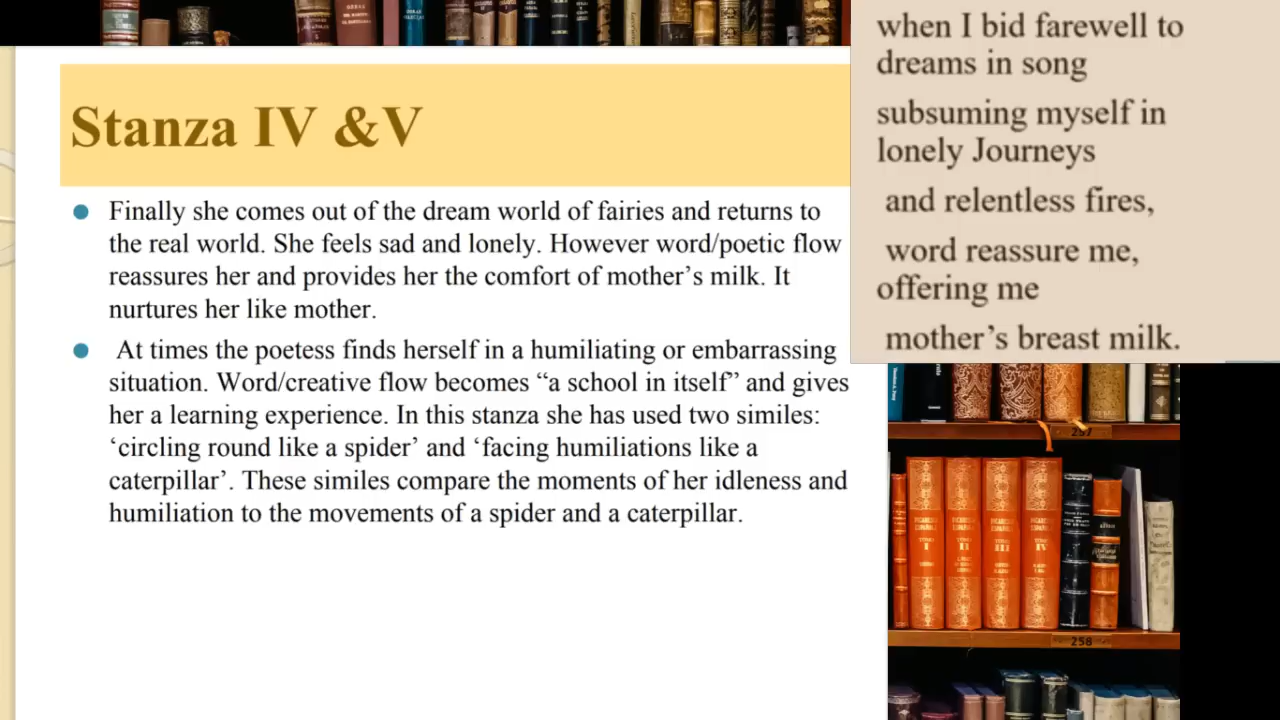 Stanza IV &V
Finally she comes out of the dream world of fairies and returns to
the real world. She feels sad and lonely. However word/poetic flow
reassures her and provides her the comfort of mother’s milk. It
nurtures her like mother.
At times the poetess finds herself in a humiliating or embarrassing
situation. Word/creative flow becomes “a school in itself” and gives
her a learning experience. In this stanza she has used two similes:
‘circling round like a spider’ and ‘facing humiliations like a
caterpillar’. These similes compare the moments of her idleness and
humiliation to the movements of a spider and a caterpillar.
when I bid farewell to
dreams in song
subsuming myself in
lonely Journeys
and relentless fires,
word reassure me,
offering me
mother’s breast milk.
257
I
II
III
IV
258